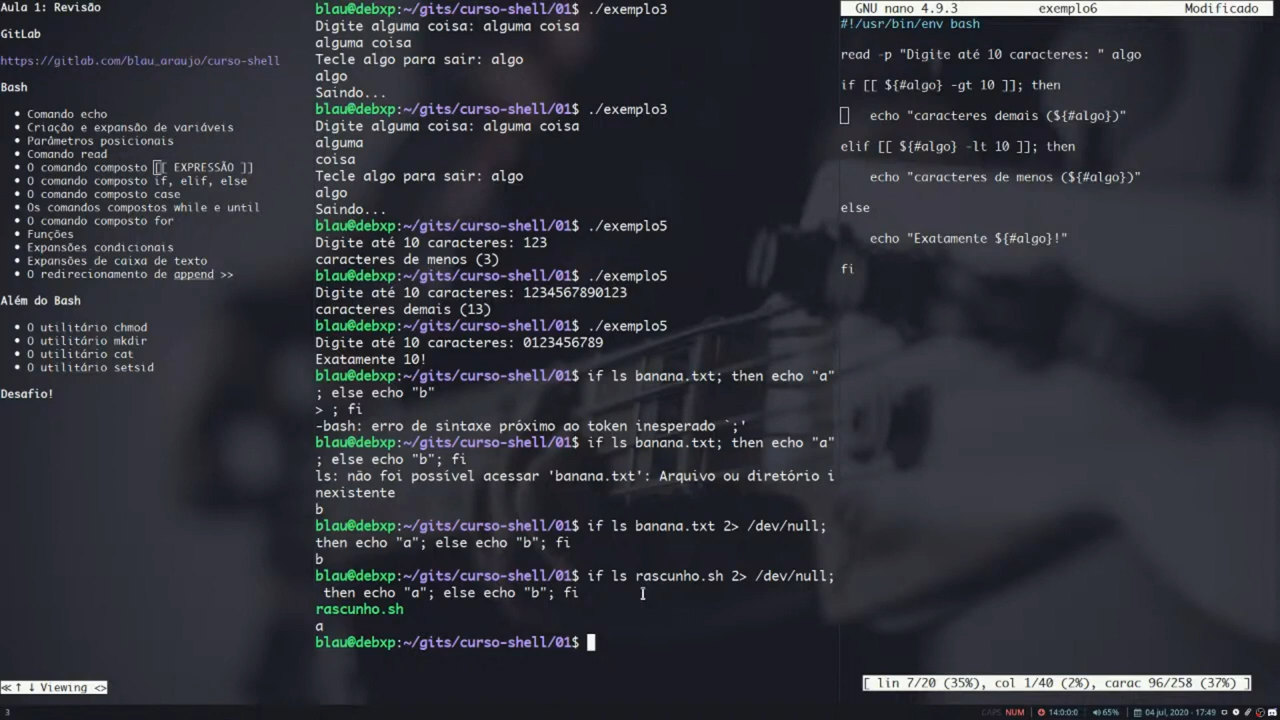 Aula 1: Revisão
GitLab
https://gitlab.com/blau_araujo/curso-shell
Bash
• Comando echo
• Criação e expansão de variáveis
• Parâmetros posicionais
• Comando read
• O comando composto [[ EXPRESSÃO ]]
• O comando composto if, elif, else
• O comando composto case
• Os comandos compostos while e until
• O comando composto for
• Funções
• Expansões condicionais
• Expansões de caixa de texto
• O redirecionamento de append >>
Além do Bash
• O utilitário chmod
• O utilitário mkdir
• O utilitário cat
• O utilitário setsid
Desafio!
≪↑ ↓ Viewing <>
blau@debxp:~/gits/curso-shell/01$ ./exemplo3
Digite alguma coisa: alguma coisa
alguma coisa
Tecle algo para sair: algo
algo
Saindo...
blau@debxp:~/gits/curso-shell/01$ ./exemplo3
Digite alguma coisa: alguma coisa
alguma
coisa
Tecle algo para sair: algo
algo
Saindo...
blau@debxp:~/gits/curso-shell/01$ ./exemplo5
Digite até 10 caracteres: 123
caracteres de menos (3)
blau@debxp:~/gits/curso-shell/01$ ./exemplo5
Digite até 10 caracteres: 1234567890123
caracteres demais (13)
blau@debxp:~/gits/curso-shell/01$ ./exemplo5
Digite até 10 caracteres: 0123456789
Exatamente 10!
blau@debxp:~/gits/curso-shell/01$ if ls banana.txt; then echo "a"
; else echo "b"
> ; fi
-bash: erro de sintaxe próximo ao token inesperado `;'
blau@debxp:~/gits/curso-shell/01$ if ls banana.txt; then echo "a"
; else echo "b"; fi
ls: não foi possível acessar 'banana.txt': Arquivo ou diretório i
nexistente
b
blau@debxp:~/gits/curso-shell/01$ if ls banana.txt 2> /dev/null;
then echo "a"; else echo "b"; fi
b
blau@debxp:~/gits/curso-shell/01$ if ls rascunho.sh 2> /dev/null;
then echo "a"; else echo "b"; fi
rascunho.sh
a
blau@debxp:~/gits/curso-shell/01$
GNU nano 4.9.3 exemplo6 Modificado
#!/usr/bin/env bash
read -p "Digite até 10 caracteres: " algo
if [[ ${#algo} -gt 10 ]]; then
echo "caracteres demais (${#algo})"
elif [[ ${#algo} -lt 10 ]]; then
echo "caracteres de menos (${#algo})"
else
echo "Exatamente ${#algo}!"
fi
[ lin 7/20 (35%), col 1/40 (2%), carac 96/258 (37%) ]
3 CAPS NUM 14:0:0:0 65% 04 jul, 2020 - 17:49